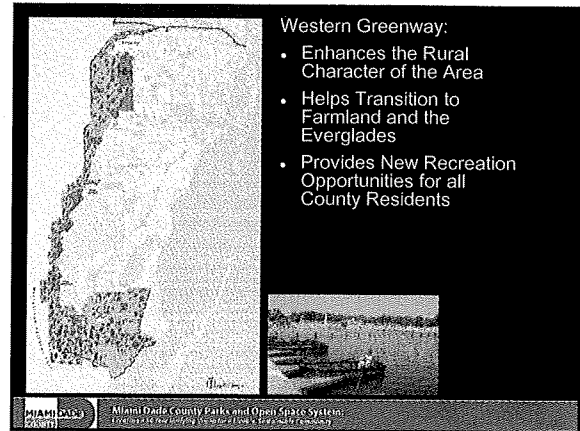 Western Greenway:
• Enhances the Rural
Character of the Area
• Helps Transition to
Farmland and the
Everglades
• Provides New Recreation
Opportunities for all
County Residents
MIAMI-DADE
COUNTY
Miami Dade County Parks and Open Space System: